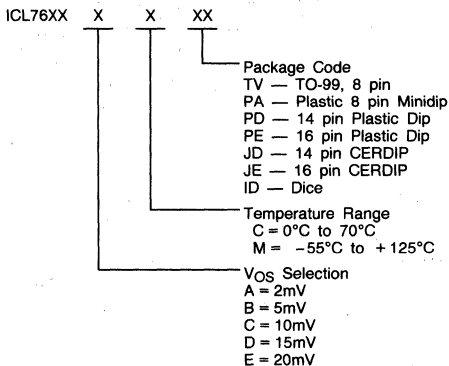 ICL76XX X X XX
Package Code
TV — TO-99, 8 pin
PA — Plastic 8 pin Minidip
PD — 14 pin Plastic Dip
PE — 16 pin Plastic Dip
JD — 14 pin CERDIP
JE — 16 pin CERDIP
ID — Dice
Temperature Range
C = 0°C to 70°C
M = −55°C to +125°C
VOS Selection
A = 2mV
B = 5mV
C = 10mV
D = 15mV
E = 20mV